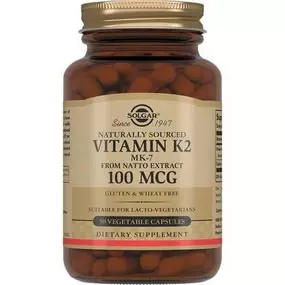 SOLGAR®
Since 1947
NATURALLY SOURCED
VITAMIN K2
MK-7
FROM NATTO EXTRACT
100 MCG
GLUTEN & WHEAT FREE
SUITABLE FOR LACTO-VEGETARIANS
50 VEGETABLE CAPSULES
DIETARY SUPPLEMENT